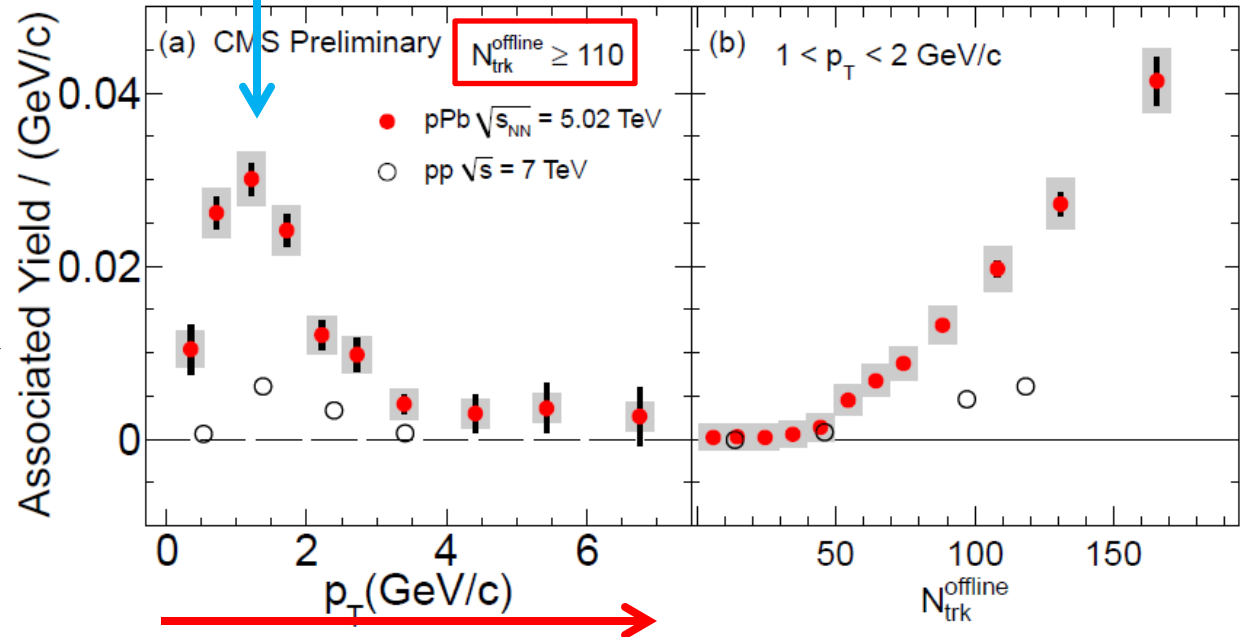 (a) CMS Preliminary
N_trk^offline ≥ 110
pPb √s_NN = 5.02 TeV
pp √s = 7 TeV
Associated Yield / (GeV/c)
0.04
0.02
0
0 2 4 6
p_T(GeV/c)
(b) 1 < p_T < 2 GeV/c
50 100 150
N_trk^offline